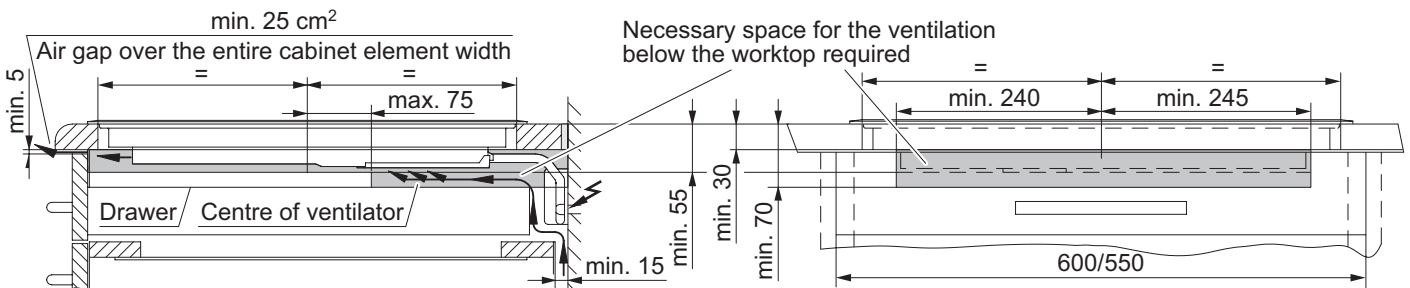 min. 25 cm²
Air gap over the entire cabinet element width
= =
min. 5
max. 75
Necessary space for the ventilation
below the worktop required
= =
min. 240 min. 245
Drawer
Centre of ventilator
min. 15
min. 55
min. 30
min. 70
600/550